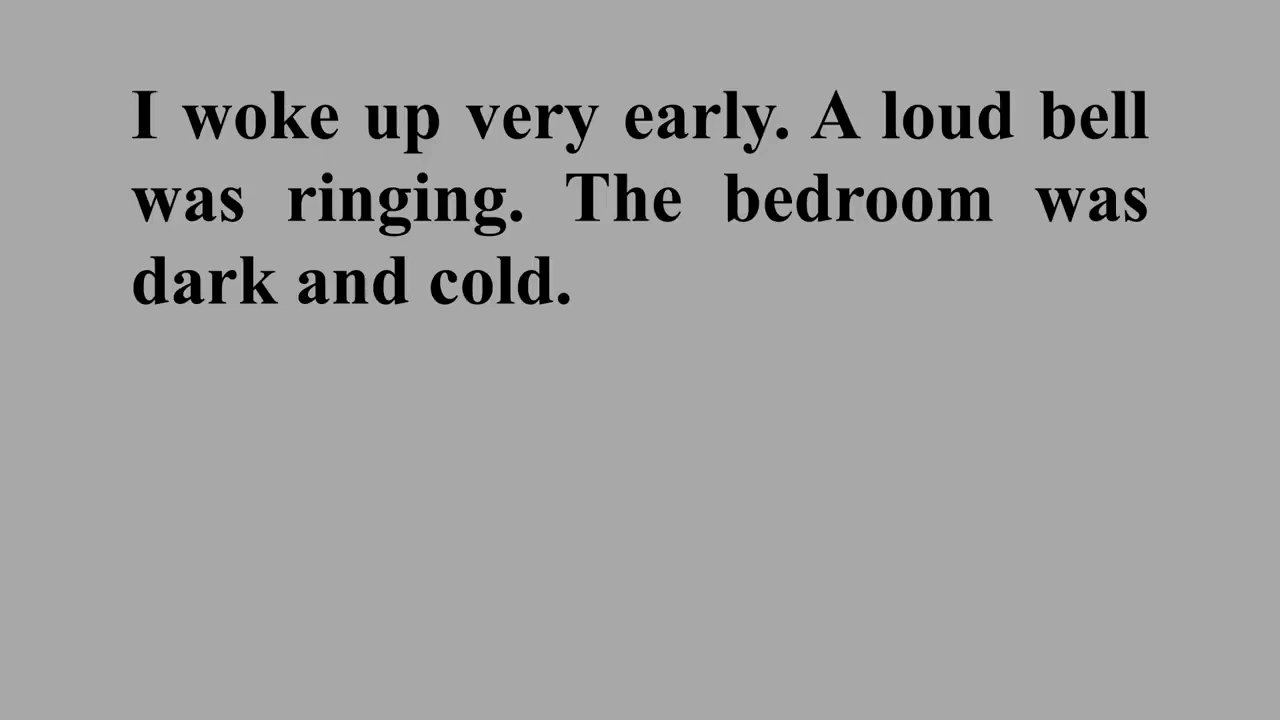 I woke up very early. A loud bell
was ringing. The bedroom was
dark and cold.